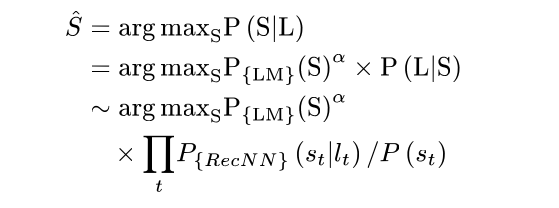 Ŝ = arg max_S P (S|L)
= arg max_S P_{LM}(S)^α × P (L|S)
∼ arg max_S P_{LM}(S)^α
× ∏_t P_{RecNN} (s_t|l_t) /P (s_t)